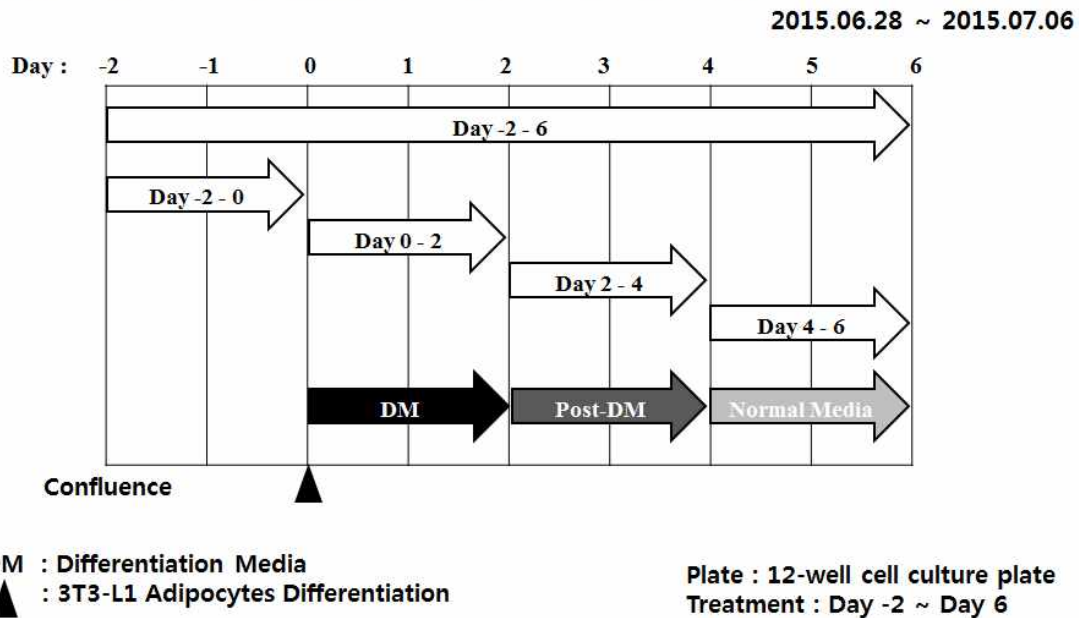 2015.06.28 ~ 2015.07.06
Day : -2 -1 0 1 2 3 4 5 6
Day -2 - 6
Day -2 - 0
Day 0 - 2
Day 2 - 4
Day 4 - 6
DM Post-DM Normal Media
Confluence
M : Differentiation Media
: 3T3-L1 Adipocytes Differentiation
Plate : 12-well cell culture plate
Treatment : Day -2 ~ Day 6